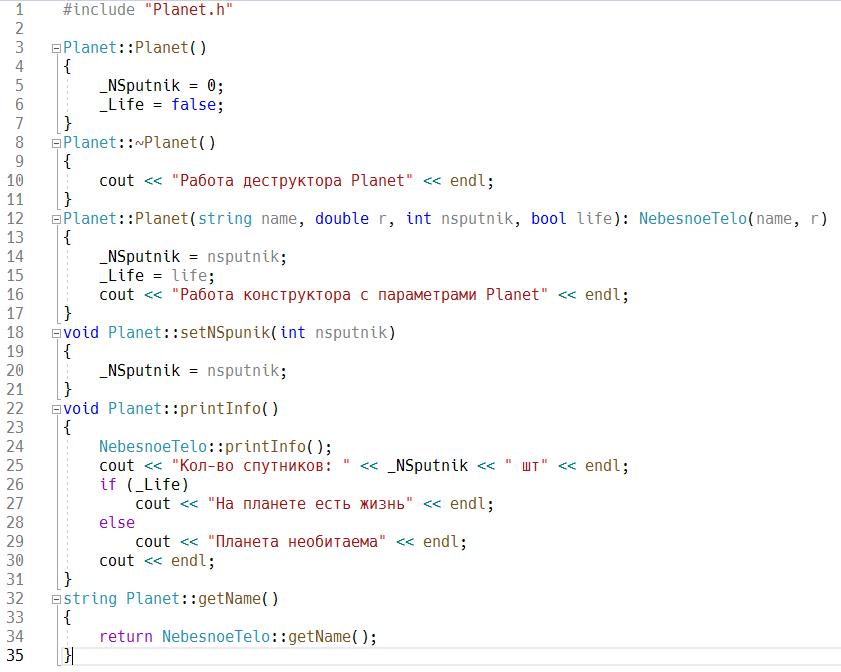 1 #include "Planet.h"
2
3 Planet::Planet()
4 {
5 _NSputnik = 0;
6 _Life = false;
7 }
8 Planet::~Planet()
9 {
10 cout << "Работа деструктора Planet" << endl;
11 }
12 Planet::Planet(string name, double r, int nsputnik, bool life): NebesnoeTelo(name, r)
13 {
14 _NSputnik = nsputnik;
15 _Life = life;
16 cout << "Работа конструктора с параметрами Planet" << endl;
17 }
18 void Planet::setNSpunik(int nsputnik)
19 {
20 _NSputnik = nsputnik;
21 }
22 void Planet::printInfo()
23 {
24 NebesnoeTelo::printInfo();
25 cout << "Кол-во спутников: " << _NSputnik << " шт" << endl;
26 if (_Life)
27 cout << "На планете есть жизнь" << endl;
28 else
29 cout << "Планета необитаема" << endl;
30 cout << endl;
31 }
32 string Planet::getName()
33 {
34 return NebesnoeTelo::getName();
35 }